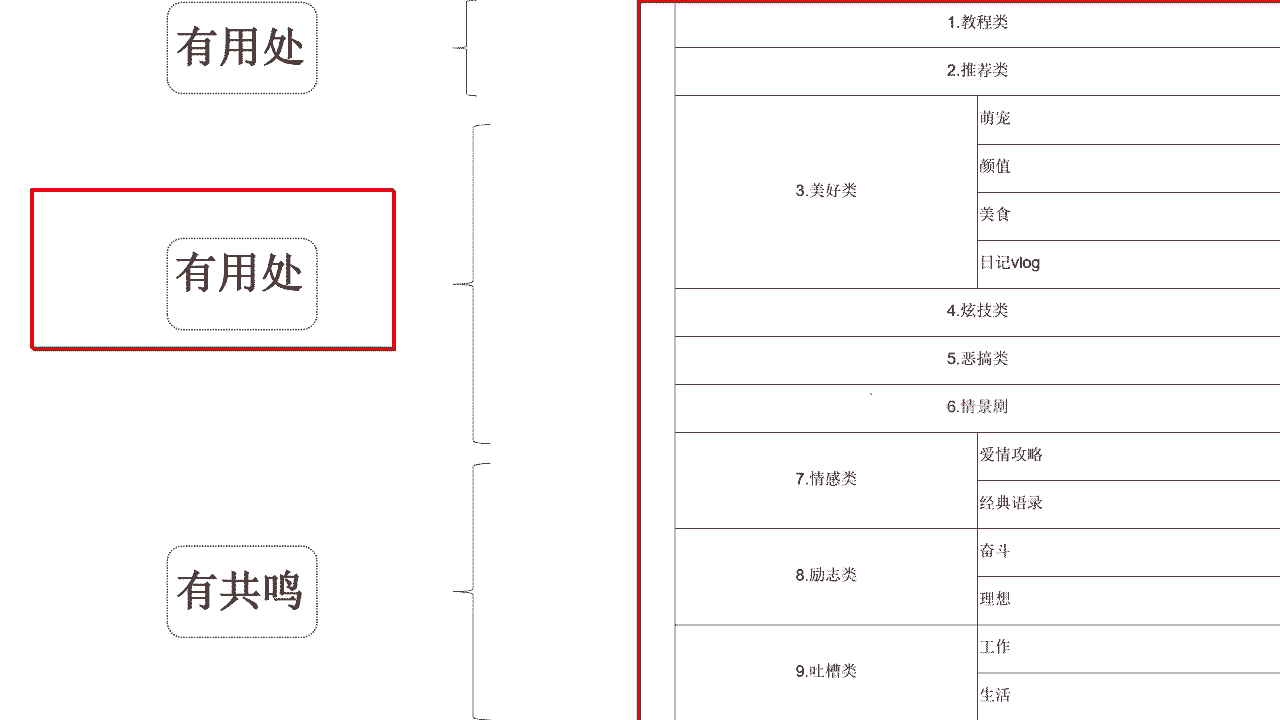 有用处
有用处
有共鸣
1.教程类
2.推荐类
3.美好类
萌宠
颜值
美食
日记vlog
4.炫技类
5.恶搞类
6.情景剧
7.情感类
爱情攻略
经典语录
8.励志类
奋斗
理想
9.吐槽类
工作
生活